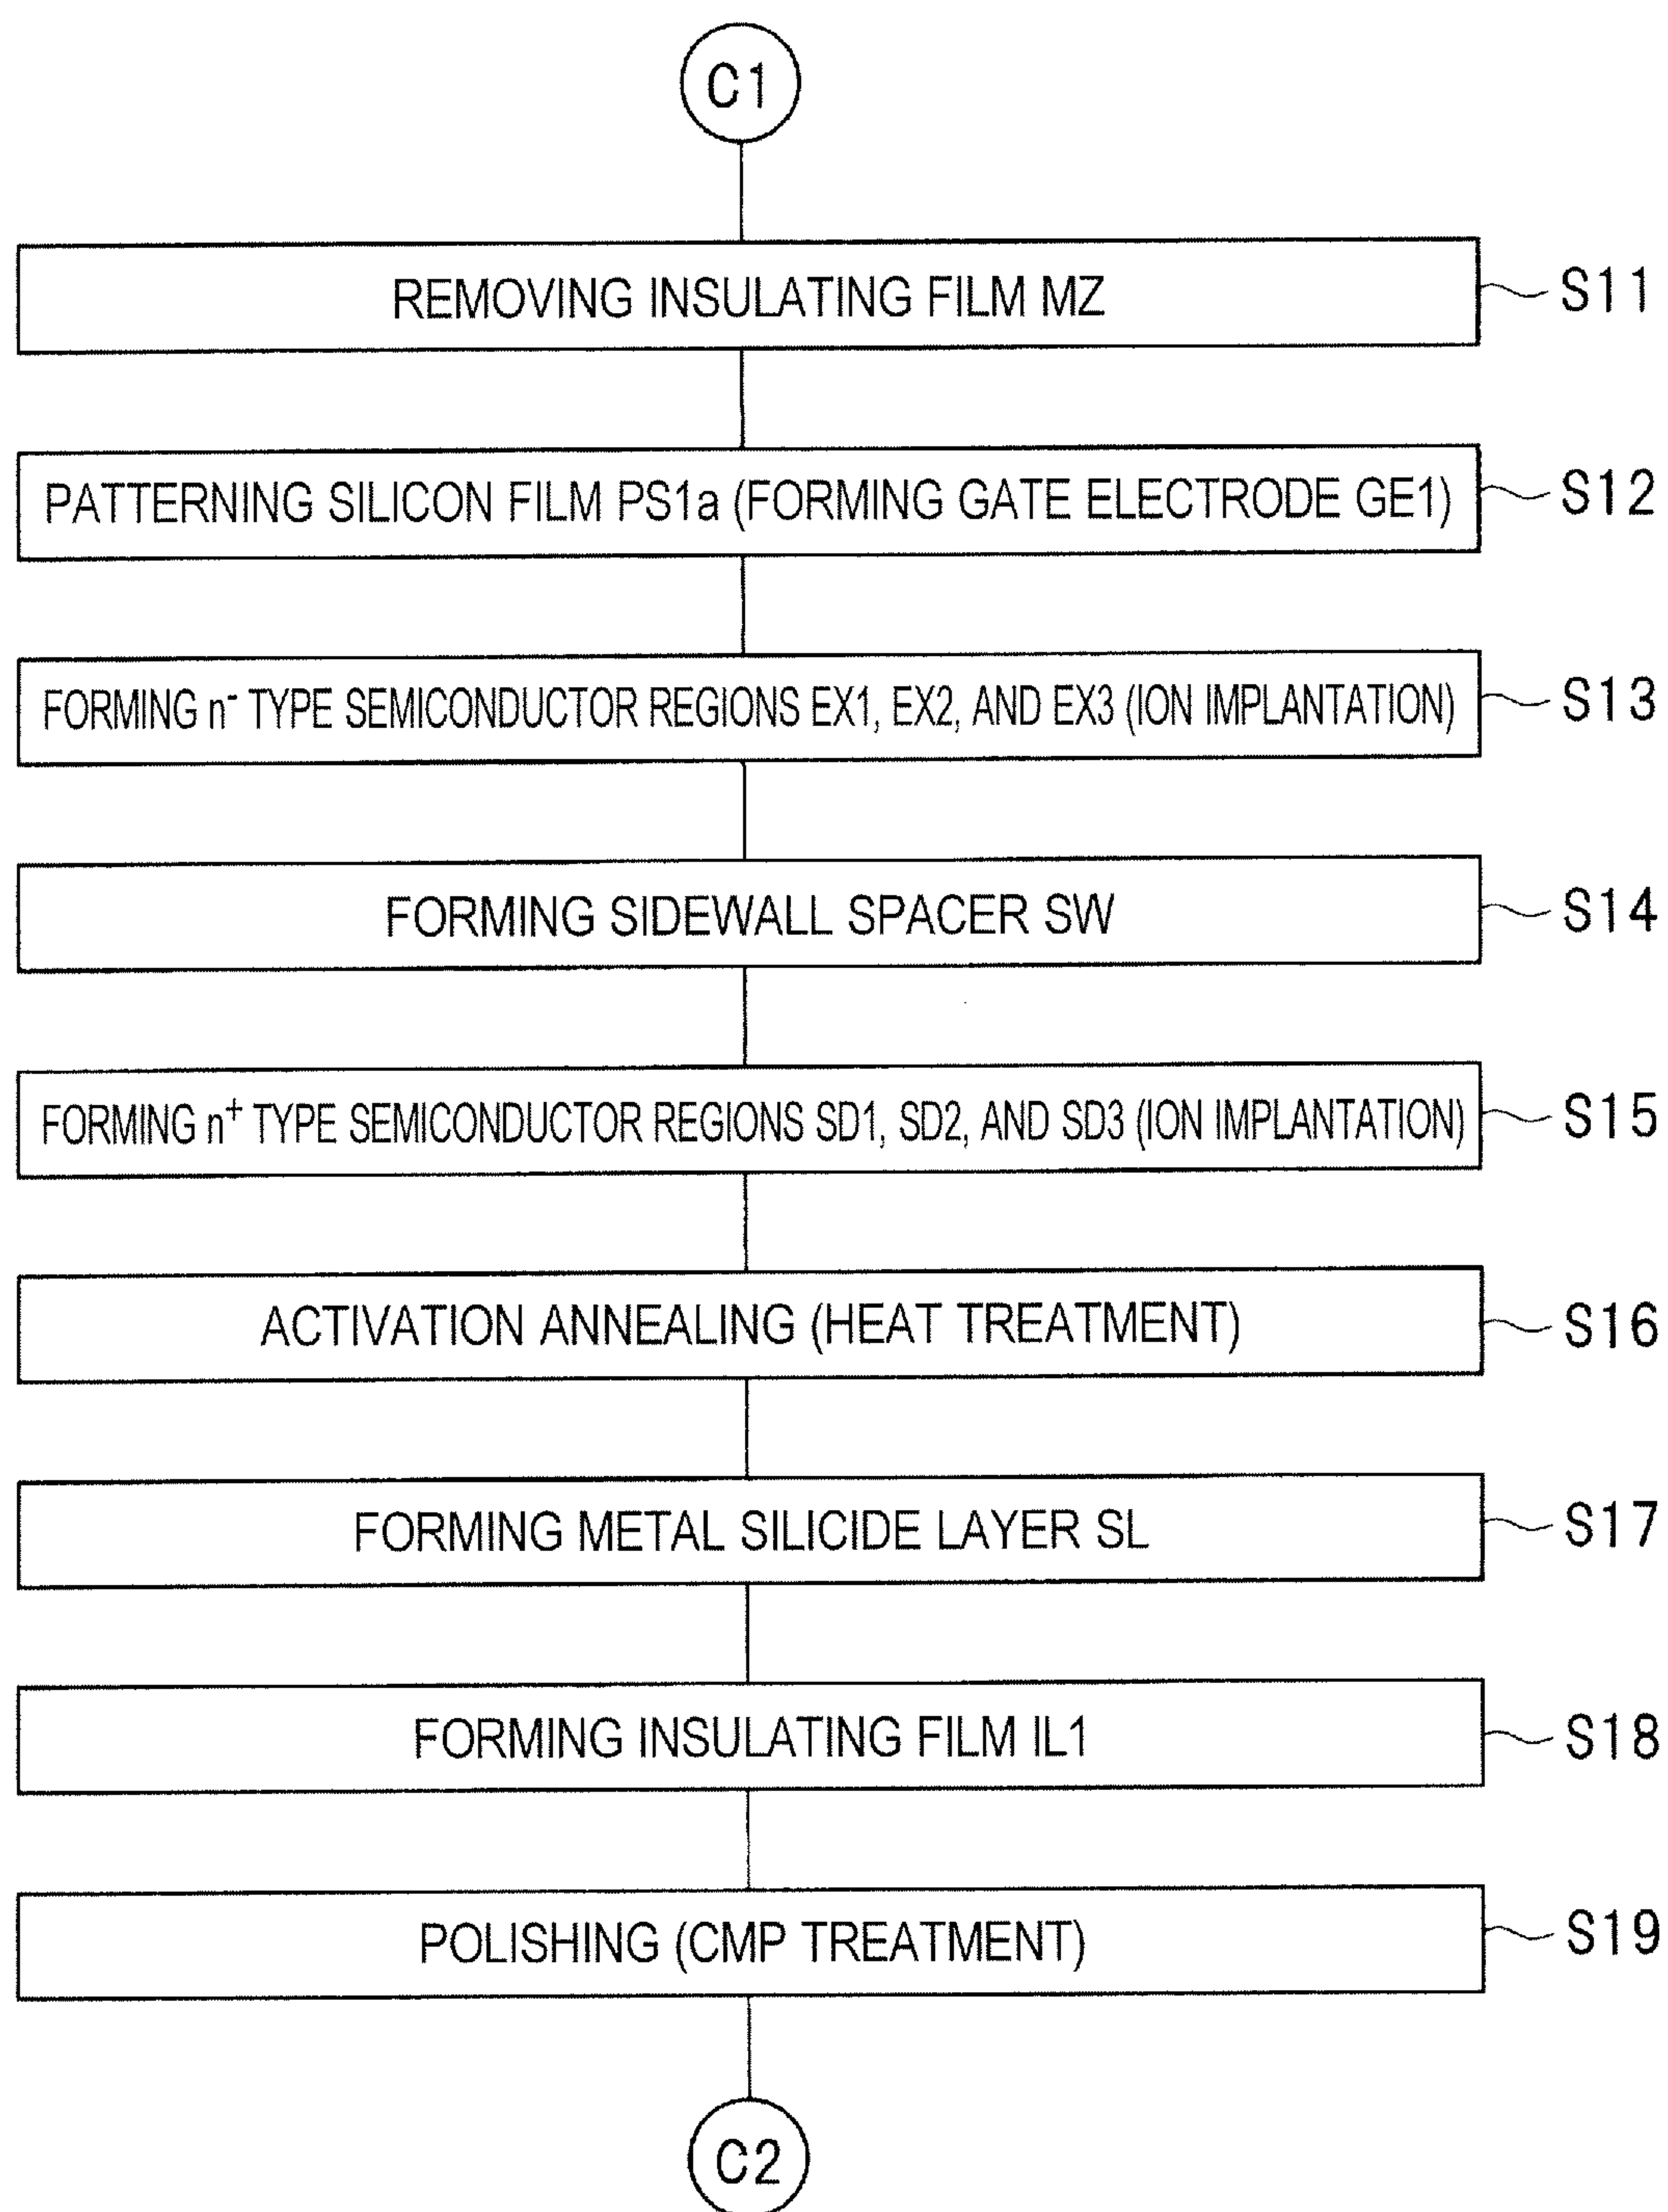 C1
REMOVING INSULATING FILM MZ S11
PATTERNING SILICON FILM PS1a (FORMING GATE ELECTRODE GE1) S12
FORMING n⁻ TYPE SEMICONDUCTOR REGIONS EX1, EX2, AND EX3 (ION IMPLANTATION) S13
FORMING SIDEWALL SPACER SW S14
FORMING n⁺ TYPE SEMICONDUCTOR REGIONS SD1, SD2, AND SD3 (ION IMPLANTATION) S15
ACTIVATION ANNEALING (HEAT TREATMENT) S16
FORMING METAL SILICIDE LAYER SL S17
FORMING INSULATING FILM IL1 S18
POLISHING (CMP TREATMENT) S19
C2